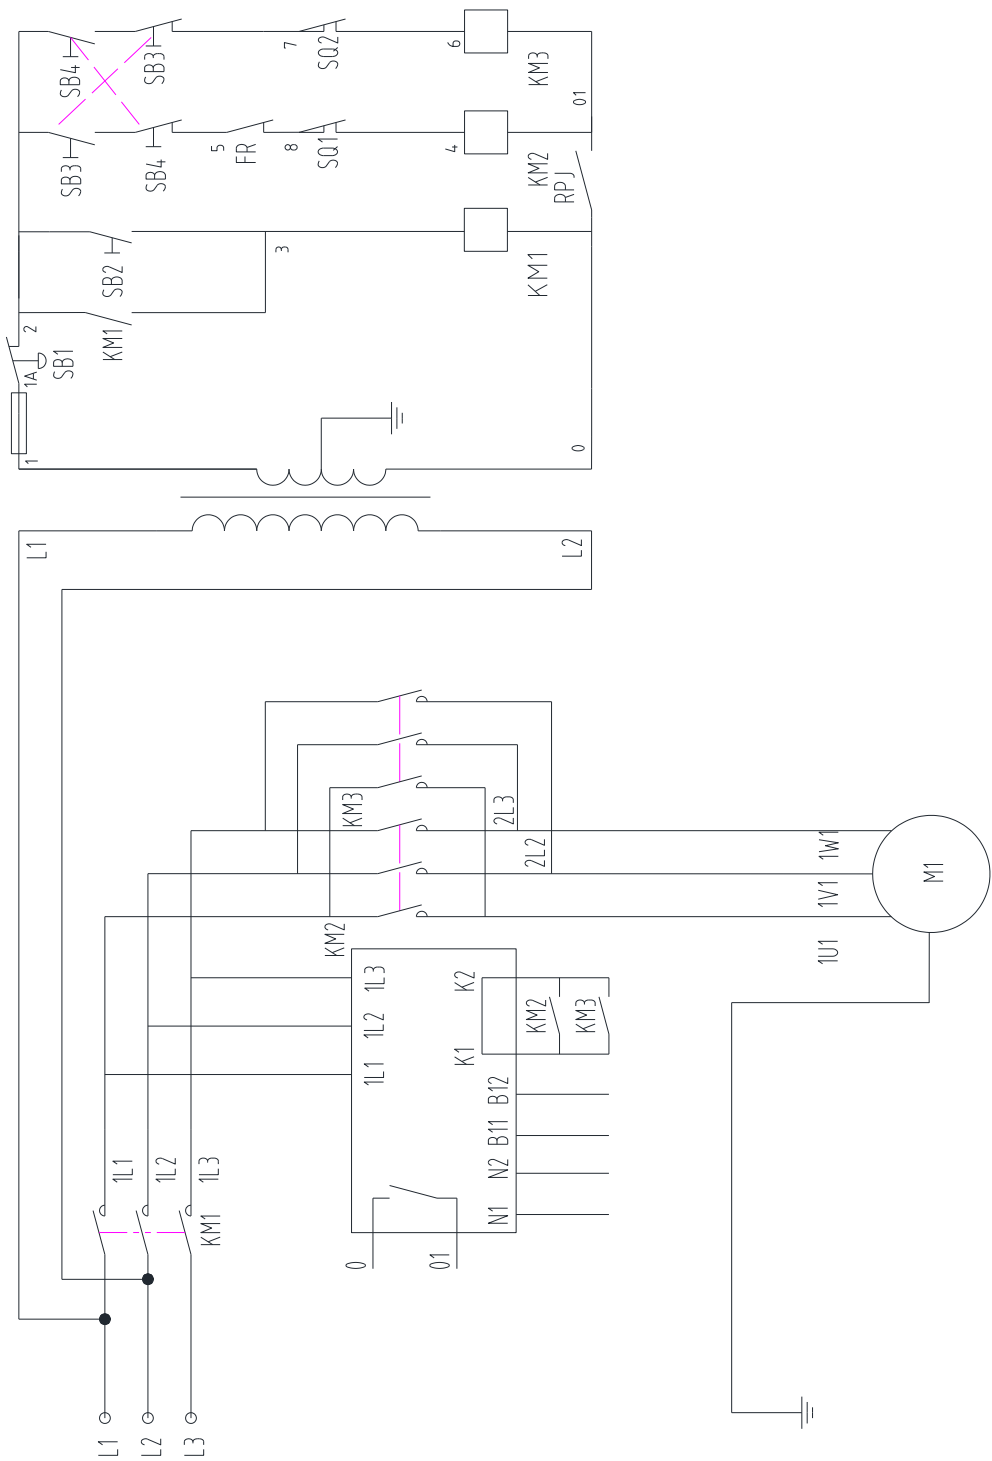 L1
L2
L3
KM1
1L1
1L2
1L3
0
01
N1
N2
B11
B12
K1
K2
1L1
1L2
1L3
KM2
KM3
KM2
KM3
2L3
2L2
1U1
1V1
1W1
M1
L1
L2
1
1A
SB1
2
KM1
SB2
3
KM1
0
SB3
SB4
5
FR
8
SQ1
4
KM2
RPJ
SB4
SB3
7
SQ2
6
KM3
01